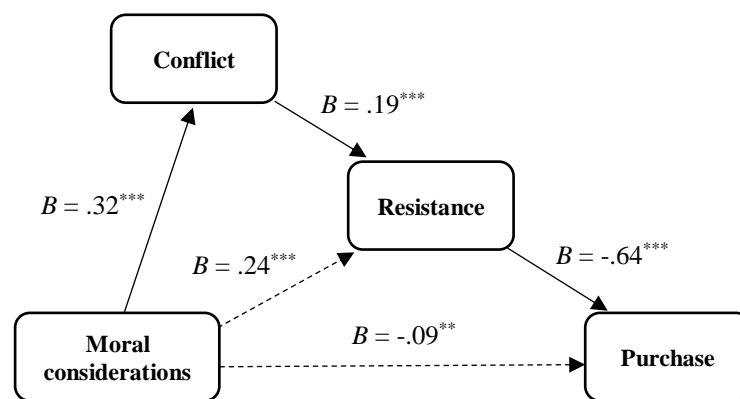 Conflict
B = .19***
Resistance
B = .32***
B = .24***
B = -.64***
Moral
considerations
B = -.09**
Purchase